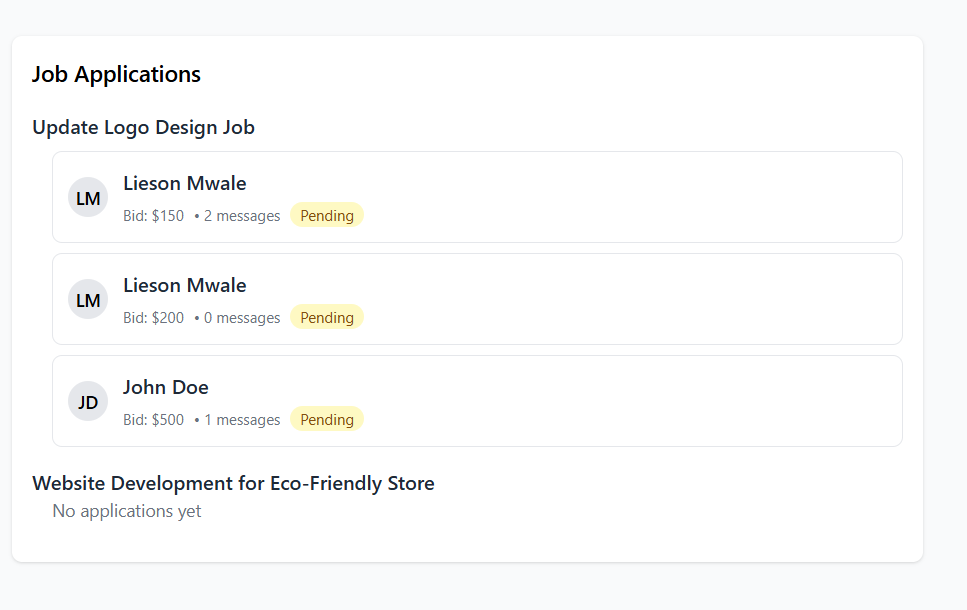 Job Applications
Update Logo Design Job
LM
Lieson Mwale
Bid: $150 • 2 messages Pending
LM
Lieson Mwale
Bid: $200 • 0 messages Pending
JD
John Doe
Bid: $500 • 1 messages Pending
Website Development for Eco-Friendly Store
No applications yet